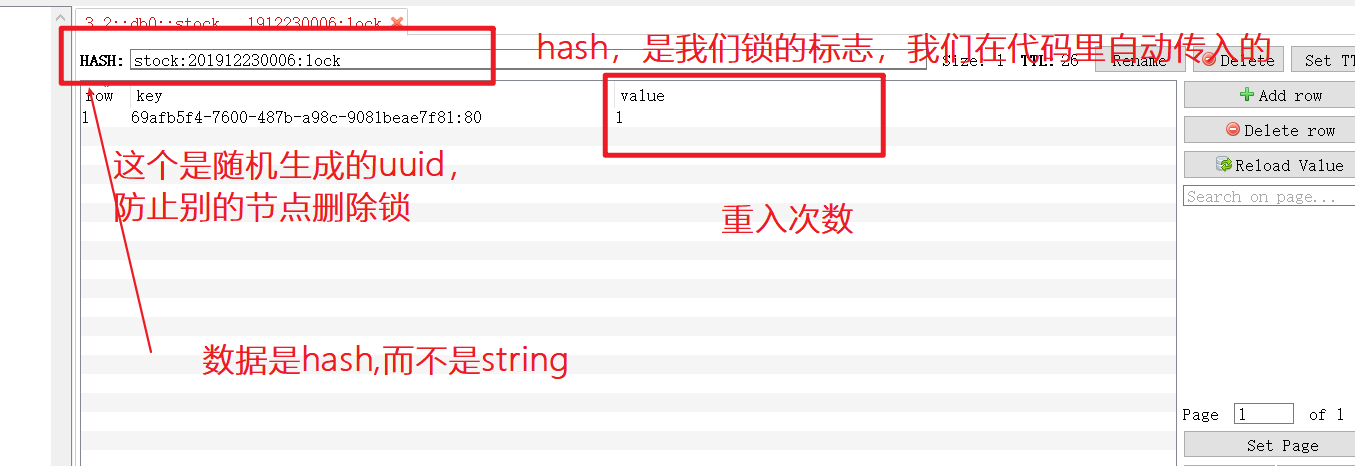 3.2::db0::stock... 1912230006:lock
hash，是我们锁的标志，我们在代码里自动传入的
HASH: stock:201912230006:lock Size: 1 TTL: 26 Rename Delete Set TT
row key value
Add row
1 69afb5f4-7600-487b-a98c-9081beae7f81:80 1
Delete row
这个是随机生成的uuid，
Reload Value
防止别的节点删除锁
Search on page...
重入次数
数据是hash,而不是string
Page 1 of 1
Set Page